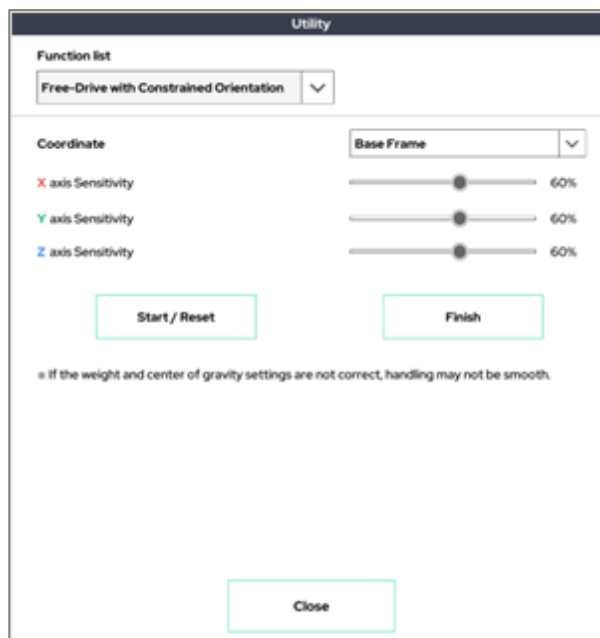 Utility
Function list
Free-Drive with Constrained Orientation
Coordinate
Base Frame
X axis Sensitivity
60%
Y axis Sensitivity
60%
Z axis Sensitivity
60%
Start / Reset
Finish
※ If the weight and center of gravity settings are not correct, handling may not be smooth.
Close